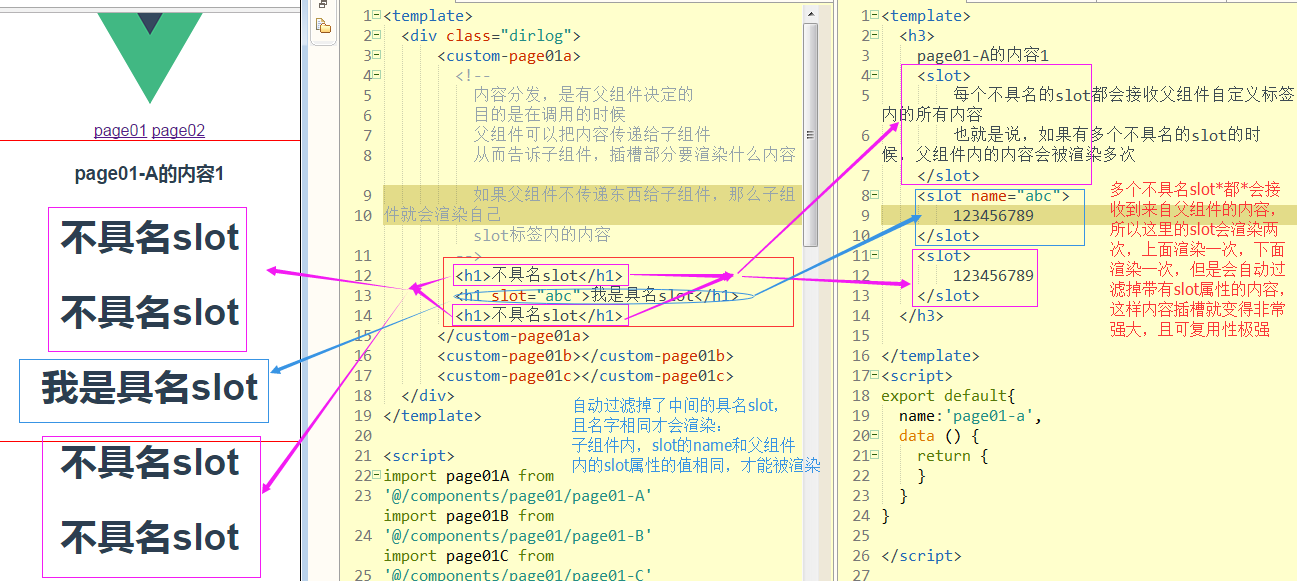 page01 page02
page01-A的内容1
不具名slot
不具名slot
我是具名slot
不具名slot
不具名slot
1 <template>
2 <div class="dirlog">
3 <custom-page01a>
4 <!--
5 内容分发，是有父组件决定的
6 目的是在调用的时候
7 父组件可以把内容传递给子组件
8 从而告诉子组件，插槽部分要渲染什么内容
9 如果父组件不传递东西给子组件，那么子组
10 件就会渲染自己
slot标签内的内容
11 -->
12 <h1>不具名slot</h1>
13 <h1 slot="abc">我是具名slot</h1>
14 <h1>不具名slot</h1>
15 </custom-page01a>
16 <custom-page01b></custom-page01b>
17 <custom-page01c></custom-page01c>
18 </div>
19 </template>
20
21 <script>
22 import page01A from
23 '@/components/page01/page01-A'
import page01B from
24 '@/components/page01/page01-B'
import page01C from
25 '@/components/page01/page01-C'
自动过滤掉了中间的具名slot，
且名字相同才会渲染：
子组件内，slot的name和父组件
内的slot属性的值相同，才能被渲染
1 <template>
2 <h3>
3 page01-A的内容1
4 <slot>
5 每个不具名的slot都会接收父组件自定义标签
内的所有内容
6 也就是说，如果有多个不具名的slot的时
候，父组件内的内容会被渲染多次
7 </slot>
8 <slot name="abc">
9 123456789
10 </slot>
11 <slot>
12 123456789
13 </slot>
14 </h3>
15
16 </template>
17 <script>
18 export default{
19 name:'page01-a',
20 data () {
21 return {
22 }
23 }
24 }
25
26 </script>
27
多个不具名slot*都*会接
收到来自父组件的内容，
所以这里的slot会渲染两
次，上面渲染一次，下面
渲染一次，但是会自动过
滤掉带有slot属性的内容，
这样内容插槽就变得非常
强大，且可复用性极强